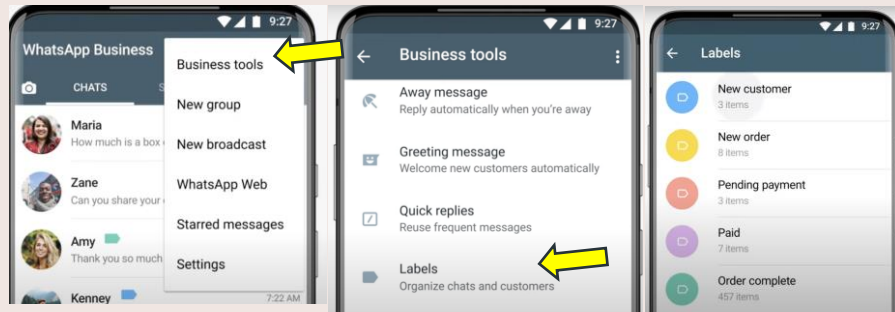 9:27
WhatsApp Business
Business tools
CHATS
New group
Maria
How much is a box
New broadcast
Zane
Can you share your
WhatsApp Web
Amy
Thank you so much
Starred messages
Settings
Kenney
7:22 AM
9:27
Business tools
Away message
Reply automatically when you're away
Greeting message
Welcome new customers automatically
Quick replies
Reuse frequent messages
Labels
Organize chats and customers
9:27
Labels
New customer
3 items
New order
8 items
Pending payment
3 items
Paid
7 items
Order complete
457 items